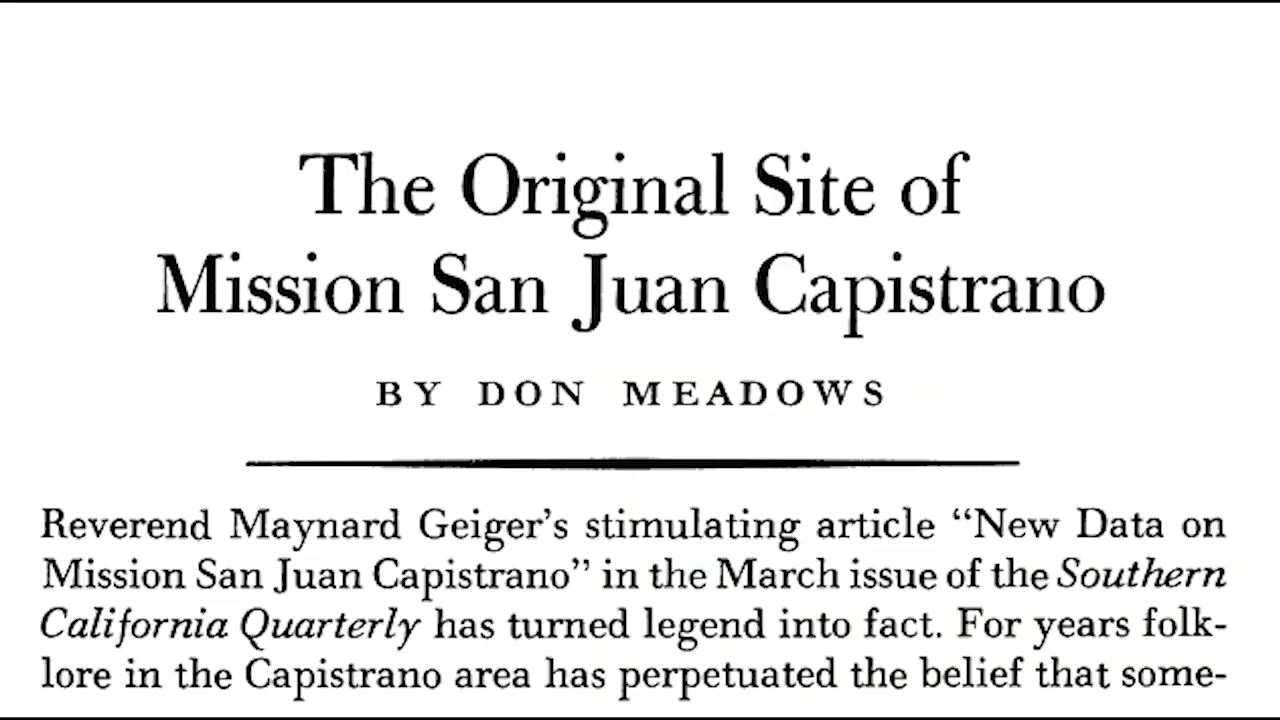 The Original Site of
Mission San Juan Capistrano
BY DON MEADOWS
Reverend Maynard Geiger’s stimulating article “New Data on
Mission San Juan Capistrano” in the March issue of the Southern
California Quarterly has turned legend into fact. For years folk-
lore in the Capistrano area has perpetuated the belief that some-